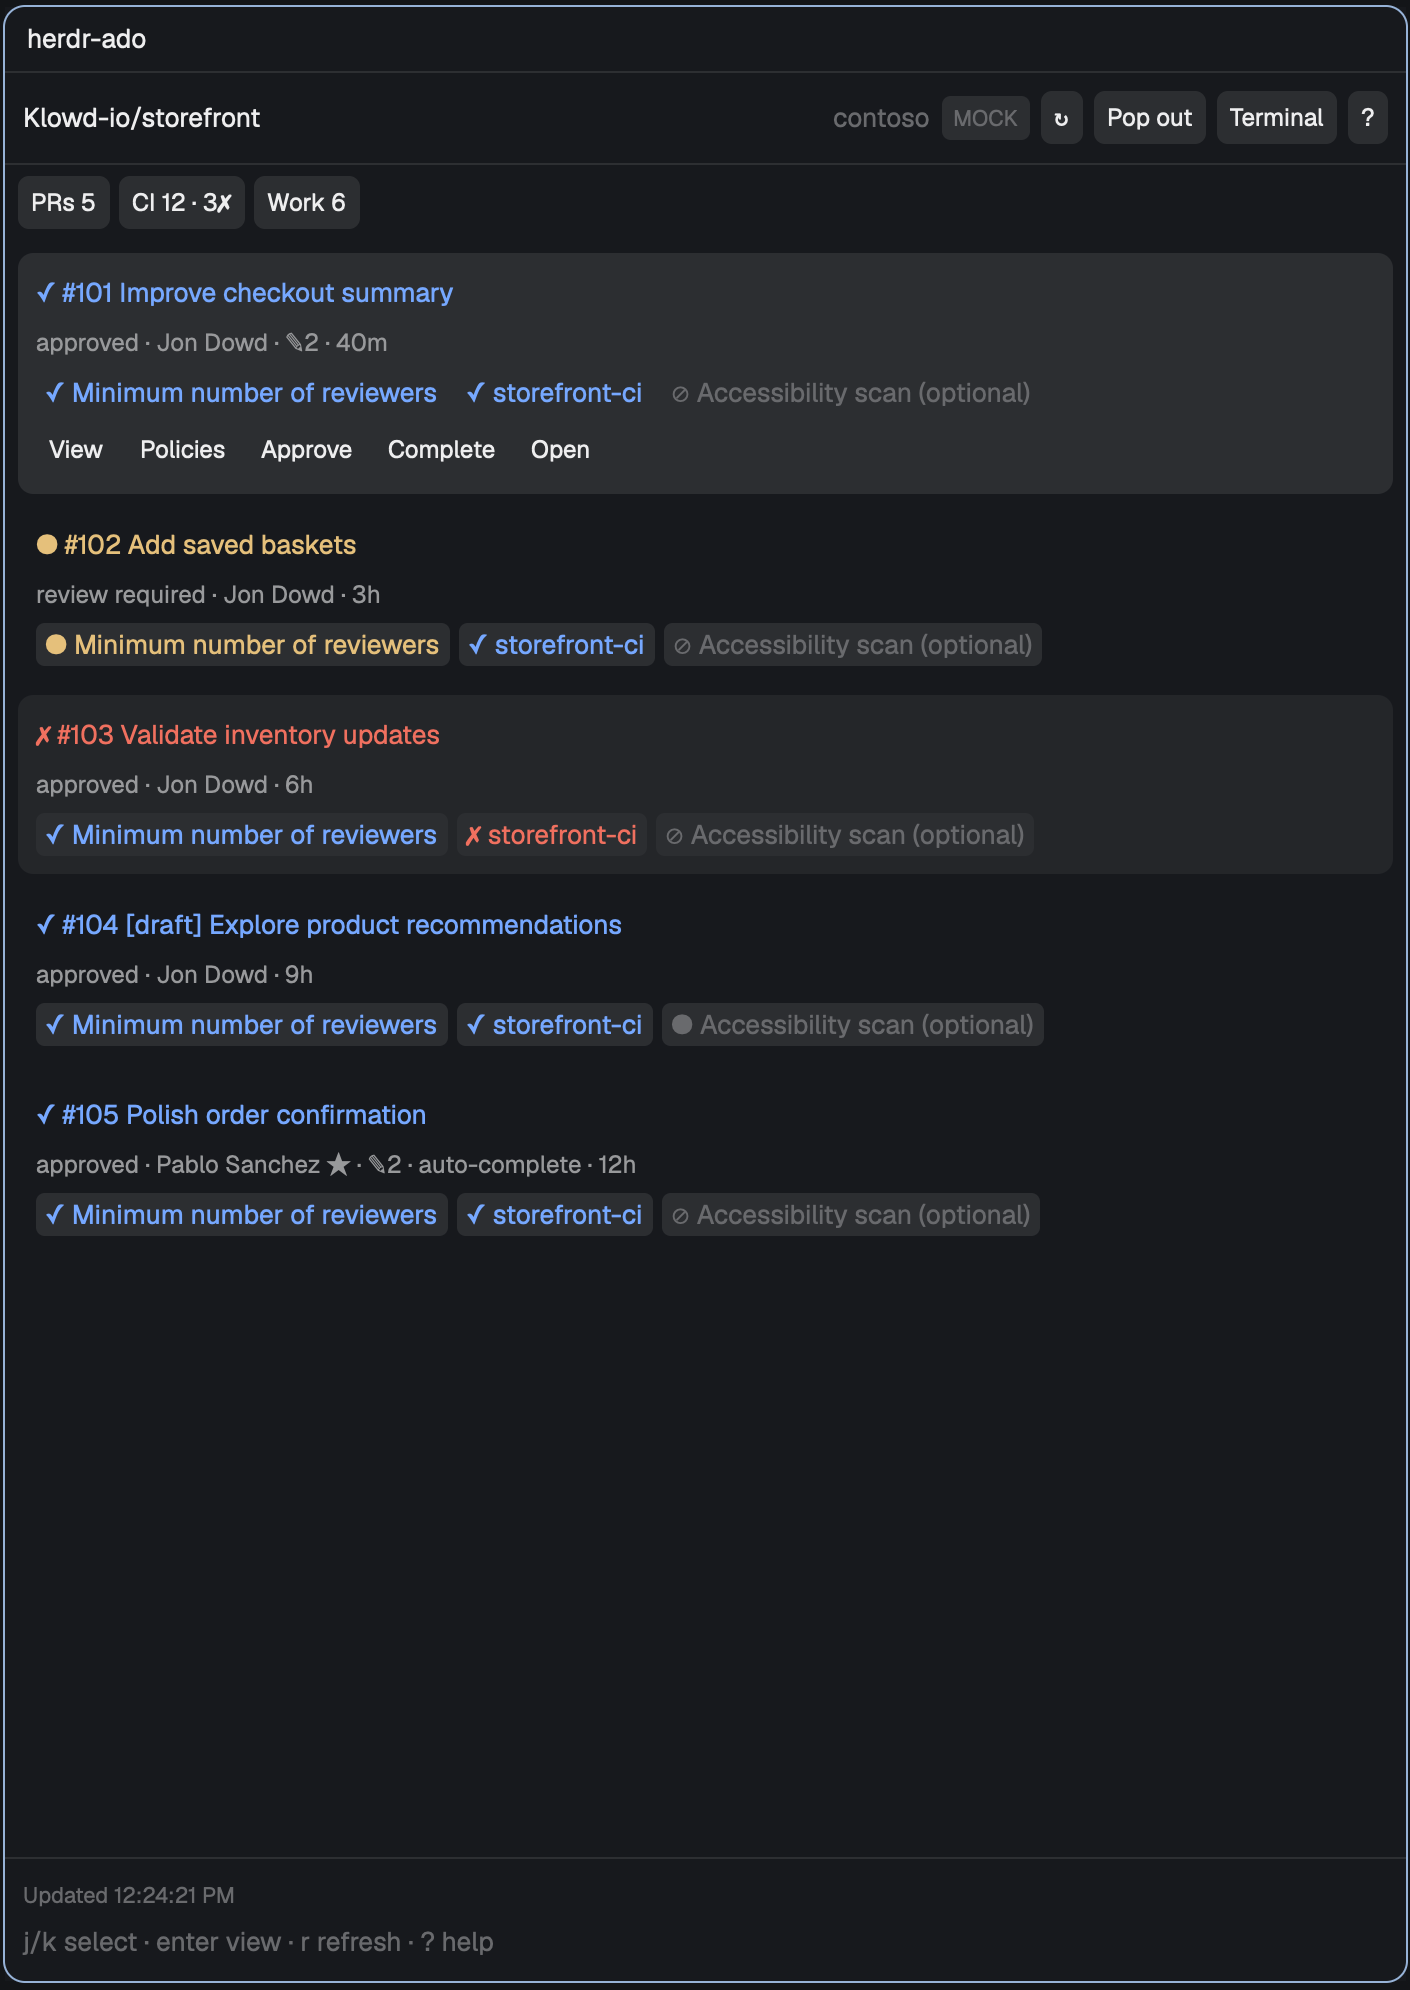 herdr-ado
Klowd-io/storefront contoso MOCK ↻ Pop out Terminal ?
PRs 5 CI 12 · 3✗ Work 6
✓ #101 Improve checkout summary
approved · Jon Dowd · ✎2 · 40m
✓ Minimum number of reviewers ✓ storefront-ci ⊘ Accessibility scan (optional)
View Policies Approve Complete Open
● #102 Add saved baskets
review required · Jon Dowd · 3h
● Minimum number of reviewers ✓ storefront-ci ⊘ Accessibility scan (optional)
✗ #103 Validate inventory updates
approved · Jon Dowd · 6h
✓ Minimum number of reviewers ✗ storefront-ci ⊘ Accessibility scan (optional)
✓ #104 [draft] Explore product recommendations
approved · Jon Dowd · 9h
✓ Minimum number of reviewers ✓ storefront-ci ● Accessibility scan (optional)
✓ #105 Polish order confirmation
approved · Pablo Sanchez ★ · ✎2 · auto-complete · 12h
✓ Minimum number of reviewers ✓ storefront-ci ⊘ Accessibility scan (optional)
Updated 12:24:21 PM
j/k select · enter view · r refresh · ? help